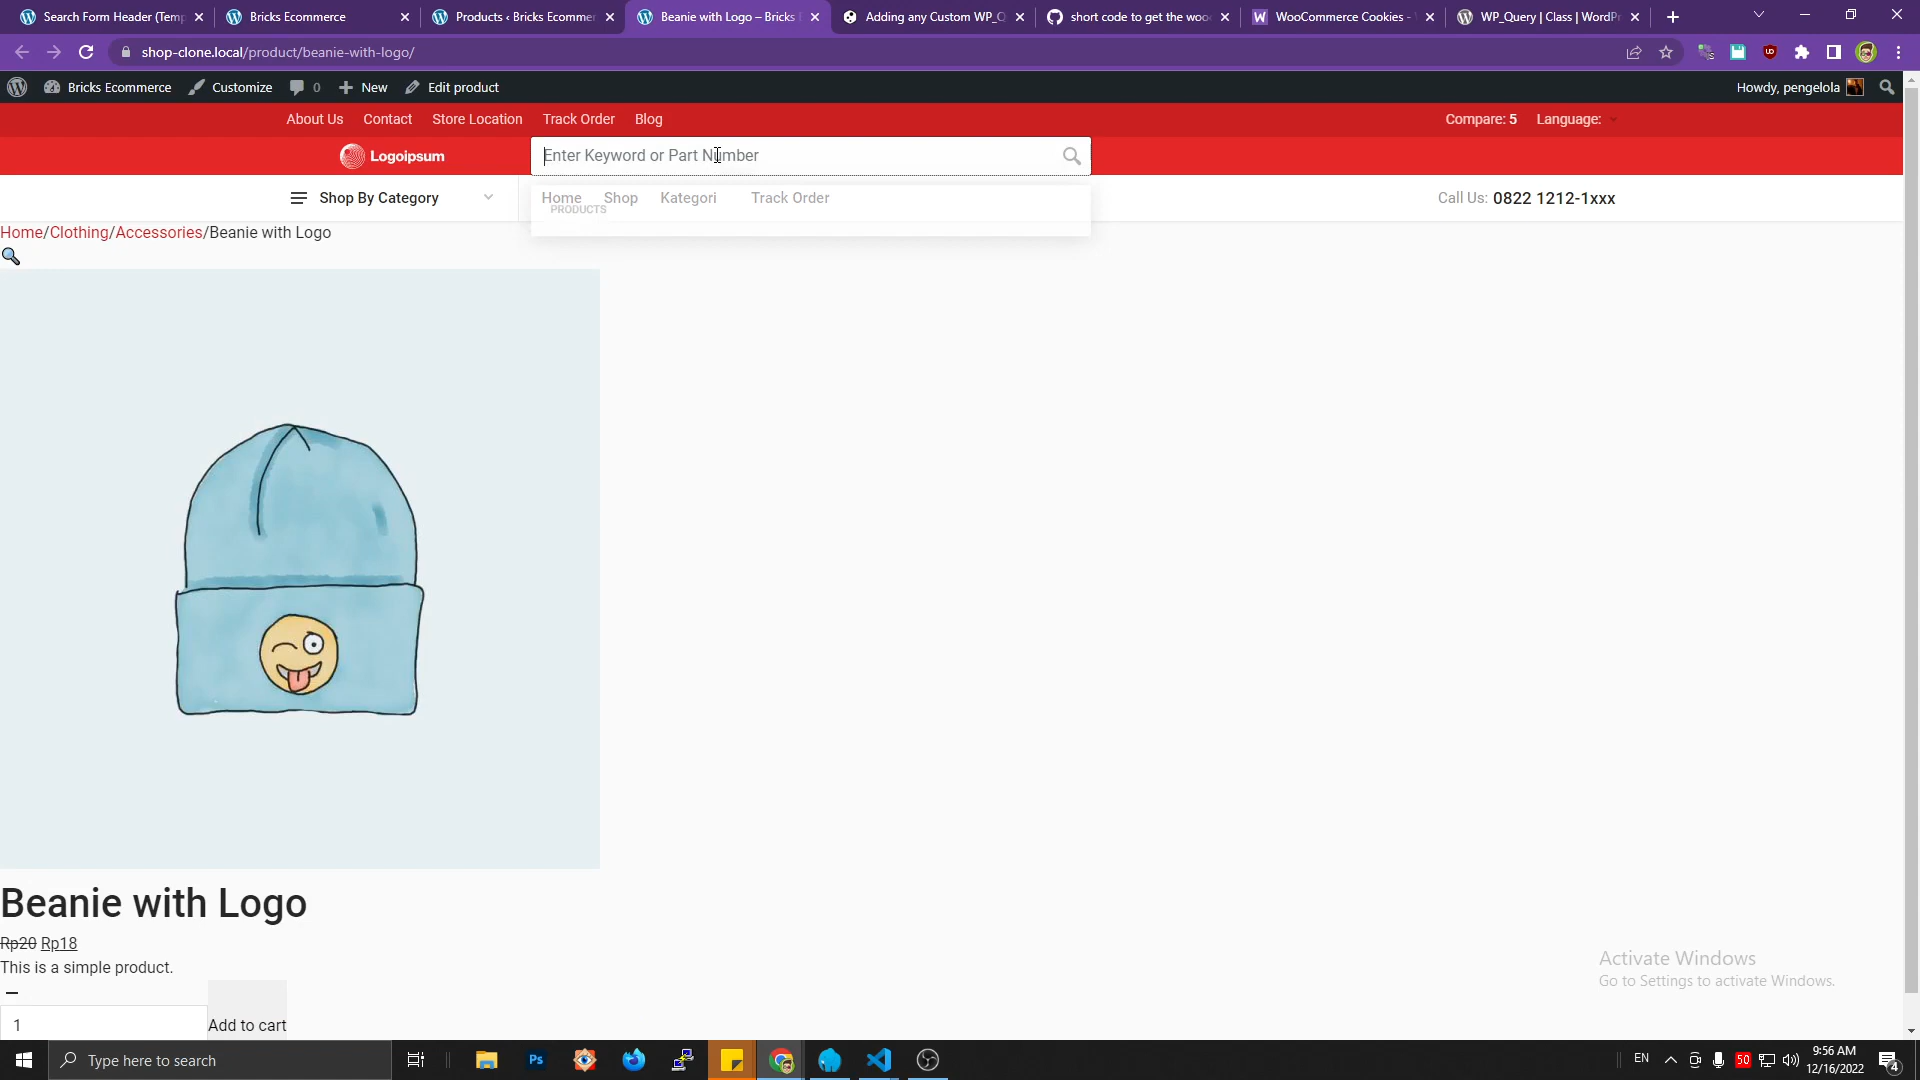 Search Form Header (Temp
Bricks Ecommerce
Products ‹ Bricks Ecommer
Beanie with Logo – Bricks E
Adding any Custom WP_Q
short code to get the woo
WooCommerce Cookies -
WP_Query | Class | WordPr
shop-clone.local/product/beanie-with-logo/
Bricks Ecommerce
Customize
0
New
Edit product
Howdy, pengelola
About Us
Contact
Store Location
Track Order
Blog
Compare: 5
Language:
Logoipsum
Enter Keyword or Part Number
Shop By Category
Home
Shop
Kategori
Track Order
PRODUCTS
Call Us: 0822 1212-1xxx
Home/Clothing/Accessories/Beanie with Logo
Beanie with Logo
Rp20 Rp18
This is a simple product.
1
Add to cart
Activate Windows
Go to Settings to activate Windows.
Type here to search
Ps
EN
50
9:56 AM
12/16/2022
4